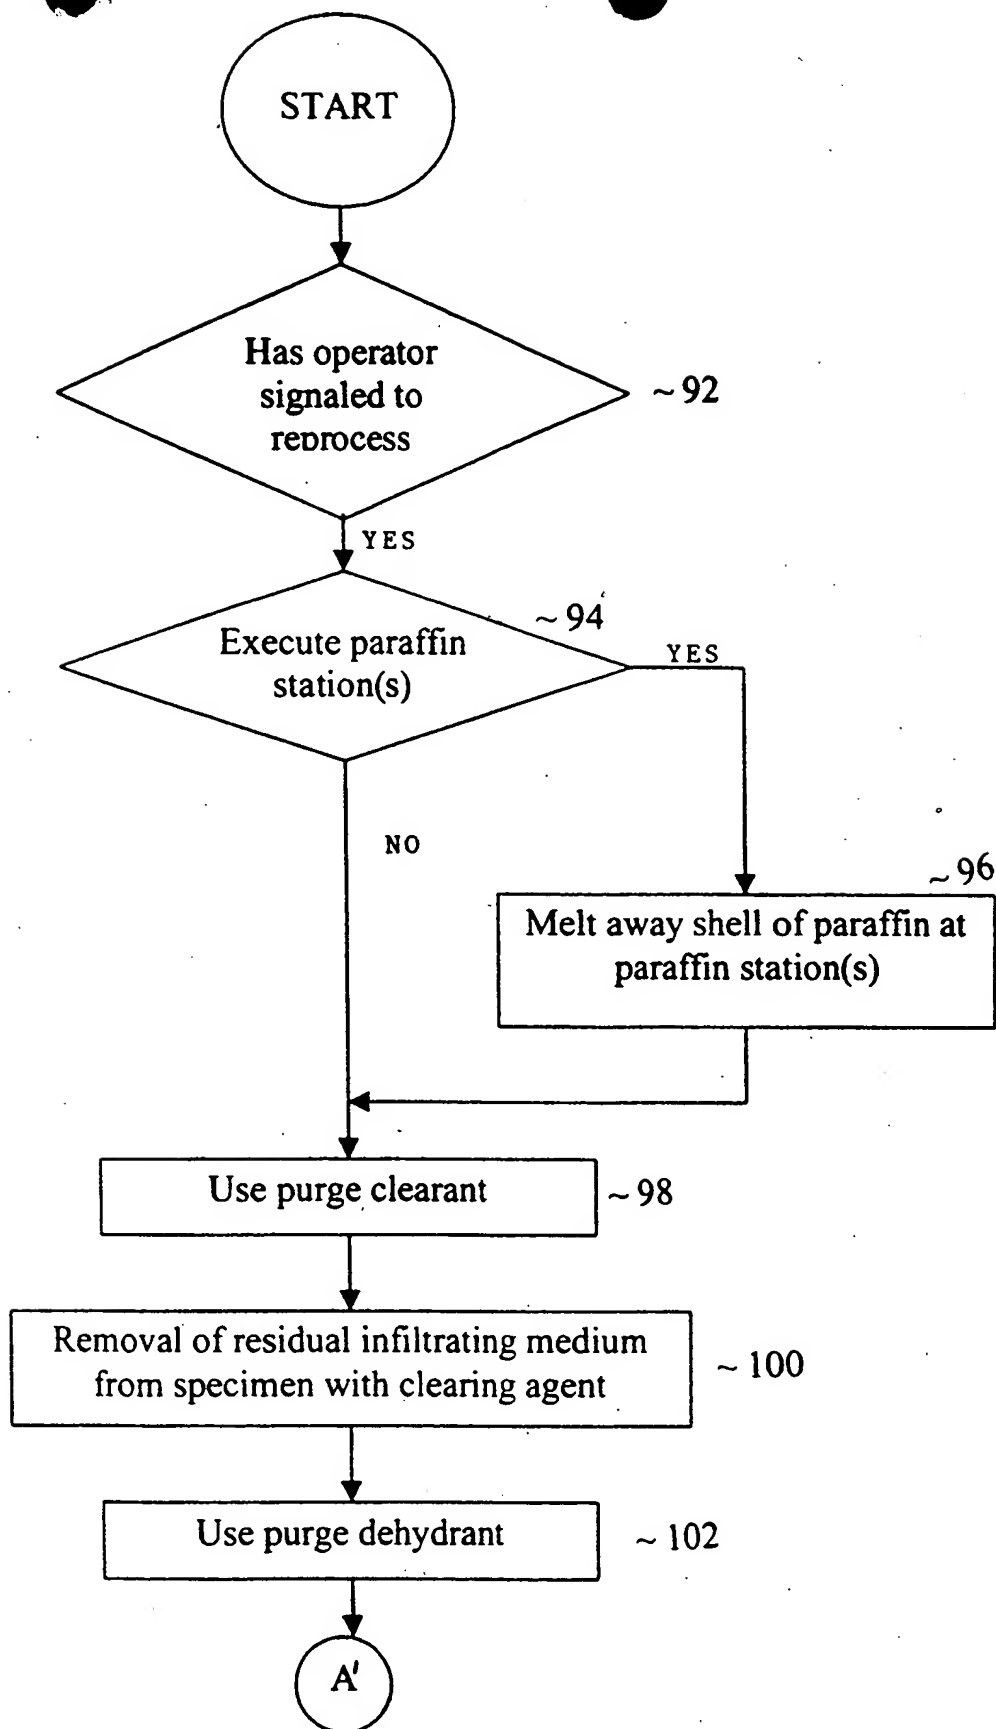 START
Has operator
signaled to
reprocess
~92
YES
~94
Execute paraffin
station(s)
YES
NO
~96
Melt away shell of paraffin at
paraffin station(s)
Use purge clearant
~98
Removal of residual infiltrating medium
from specimen with clearing agent
~100
Use purge dehydrant
~102
A'